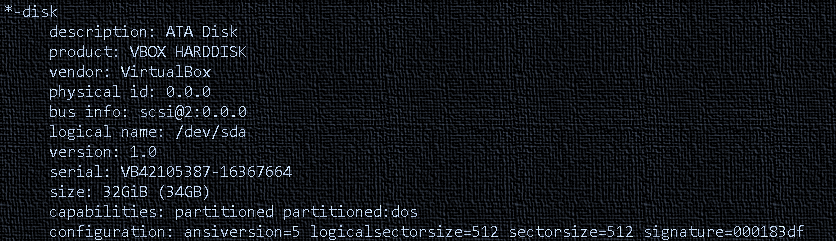 *-disk
description: ATA Disk
product: VBOX HARDDISK
vendor: VirtualBox
physical id: 0.0.0
bus info: scsi@2:0.0.0
logical name: /dev/sda
version: 1.0
serial: VB42105387-16367664
size: 32GiB (34GB)
capabilities: partitioned partitioned:dos
configuration: ansiversion=5 logicalsectorsize=512 sectorsize=512 signature=000183df